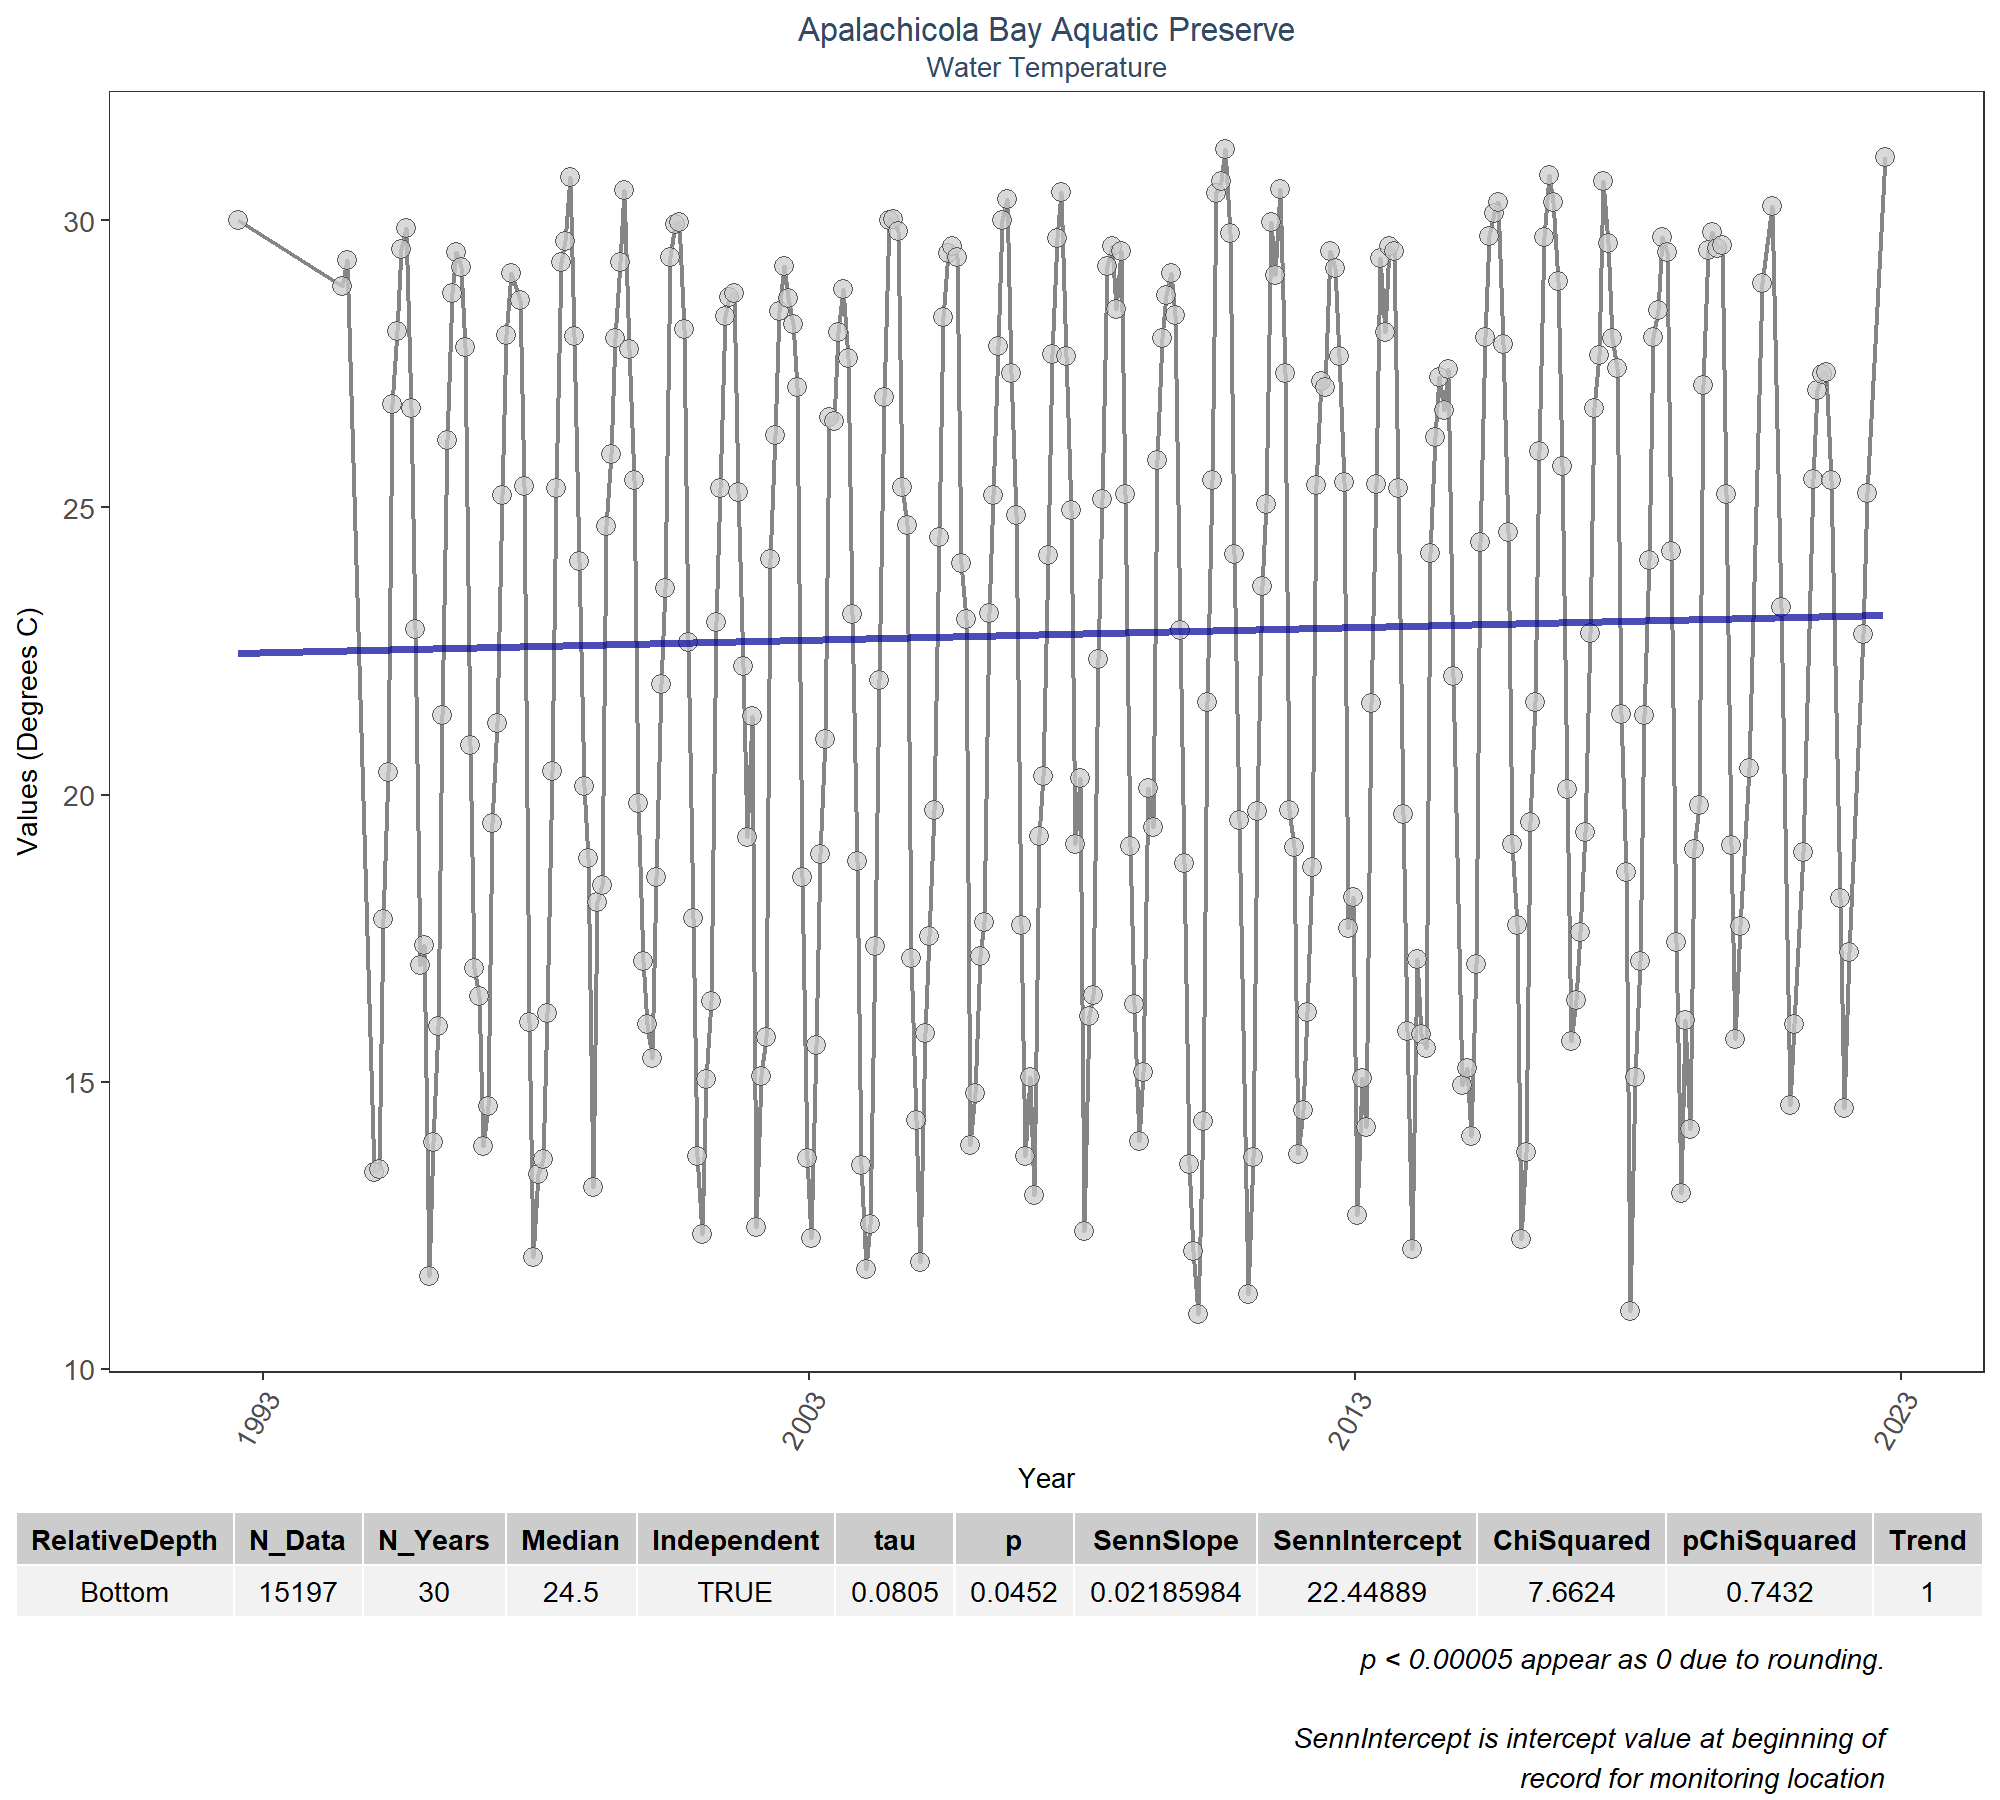 Apalachicola Bay Aquatic Preserve
Water Temperature
Values (Degrees C)
30
25
20
15
10
1993
2003
2013
2023
Year
RelativeDepth N_Data N_Years Median Independent tau p SennSlope SennIntercept ChiSquared pChiSquared Trend
Bottom 15197 30 24.5 TRUE 0.0805 0.0452 0.02185984 22.44889 7.6624 0.7432 1
p < 0.00005 appear as 0 due to rounding.
SennIntercept is intercept value at beginning of
record for monitoring location